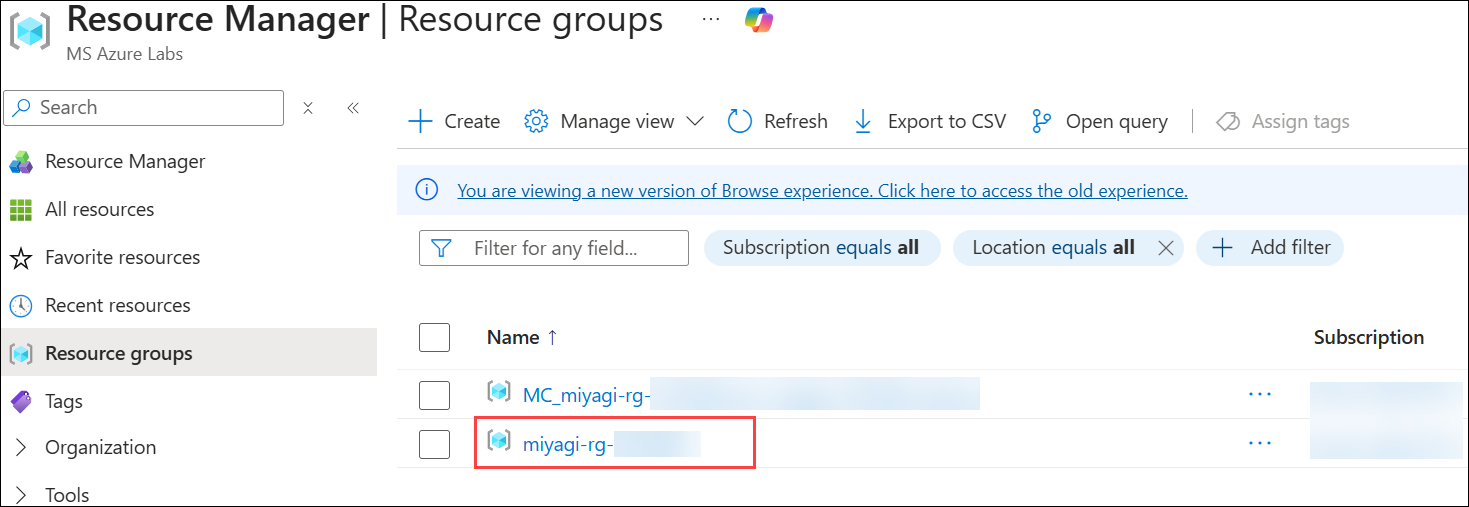 Resource Manager | Resource groups ...
MS Azure Labs
Search
Create Manage view Refresh Export to CSV Open query Assign tags
Resource Manager
All resources
Favorite resources
Recent resources
Resource groups
Tags
Organization
Tools
You are viewing a new version of Browse experience. Click here to access the old experience.
Filter for any field...
Subscription equals all
Location equals all
Add filter
Name ↑ Subscription
MC_miyagi-rg- ...
miyagi-rg- ...